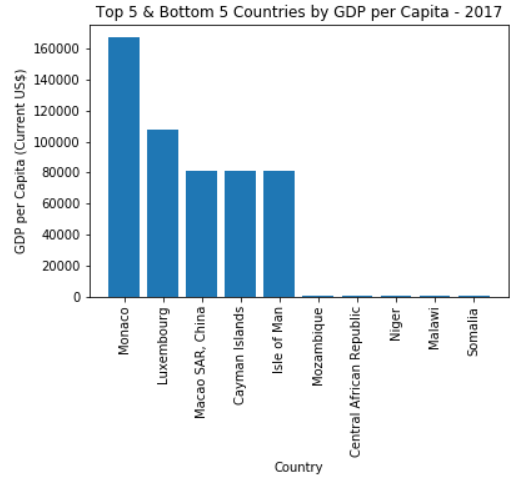 Top 5 & Bottom 5 Countries by GDP per Capita - 2017
GDP per Capita (Current US$)
160000
140000
120000
100000
80000
60000
40000
20000
0
Monaco
Luxembourg
Macao SAR, China
Cayman Islands
Isle of Man
Mozambique
Central African Republic
Niger
Malawi
Somalia
Country